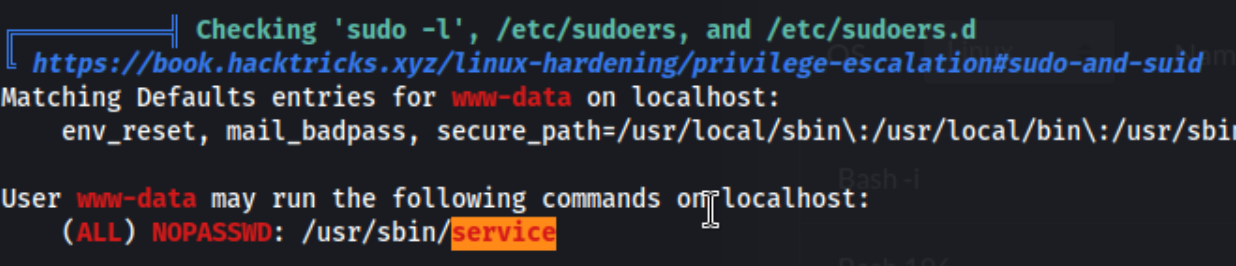 Checking 'sudo -l', /etc/sudoers, and /etc/sudoers.d
https://book.hacktricks.xyz/linux-hardening/privilege-escalation#sudo-and-suid
Matching Defaults entries for www-data on localhost:
env_reset, mail_badpass, secure_path=/usr/local/sbin\:/usr/local/bin\:/usr/sbin
User www-data may run the following commands on localhost:
Bash -i
(ALL) NOPASSWD: /usr/sbin/service